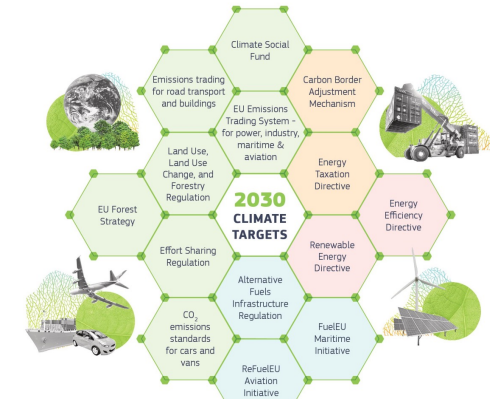 Climate Social
Fund
Emissions trading
for road transport
and buildings
Carbon Border
Adjustment
Mechanism
EU Emissions
Trading System –
for power, industry,
maritime &
aviation
Land Use,
Land Use
Change, and
Forestry
Regulation
Energy
Taxation
Directive
EU Forest
Strategy
2030
CLIMATE
TARGETS
Energy
Efficiency
Directive
Effort Sharing
Regulation
Renewable
Energy
Directive
Alternative
Fuels
Infrastructure
Regulation
CO₂
emissions
standards
for cars and
vans
FuelEU
Maritime
Initiative
ReFuelEU
Aviation
Initiative